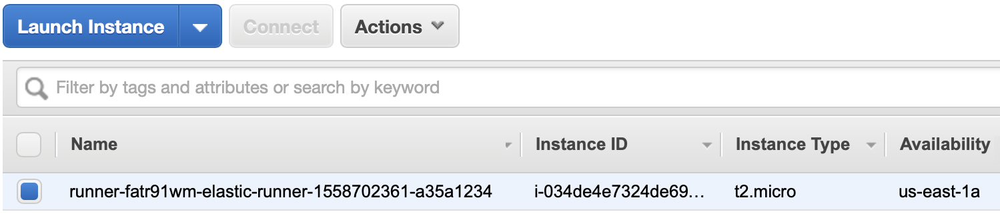 Launch Instance Connect Actions
Filter by tags and attributes or search by keyword
Name Instance ID Instance Type Availability
runner-fatr91wm-elastic-runner-1558702361-a35a1234 i-034de4e7324de69... t2.micro us-east-1a